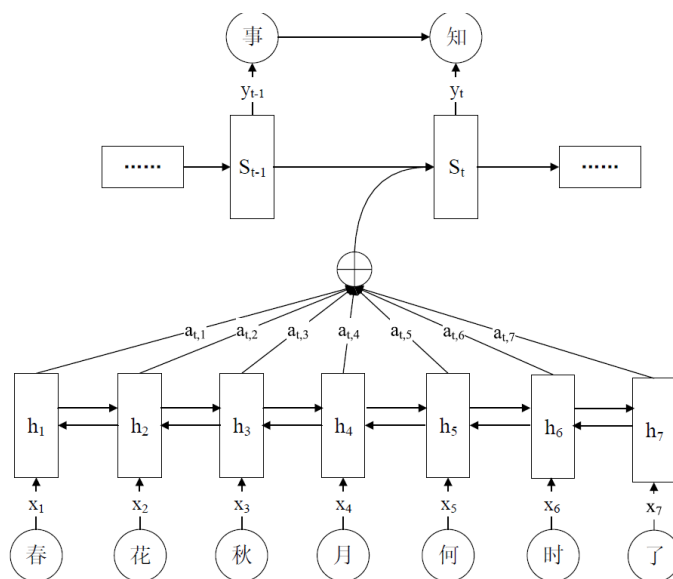 事 知
y_{t-1} y_t
...... S_{t-1} S_t ......
a_{t,1} a_{t,2} a_{t,3} a_{t,4} a_{t,5} a_{t,6} a_{t,7}
h_1 h_2 h_3 h_4 h_5 h_6 h_7
x_1 x_2 x_3 x_4 x_5 x_6 x_7
春 花 秋 月 何 时 了